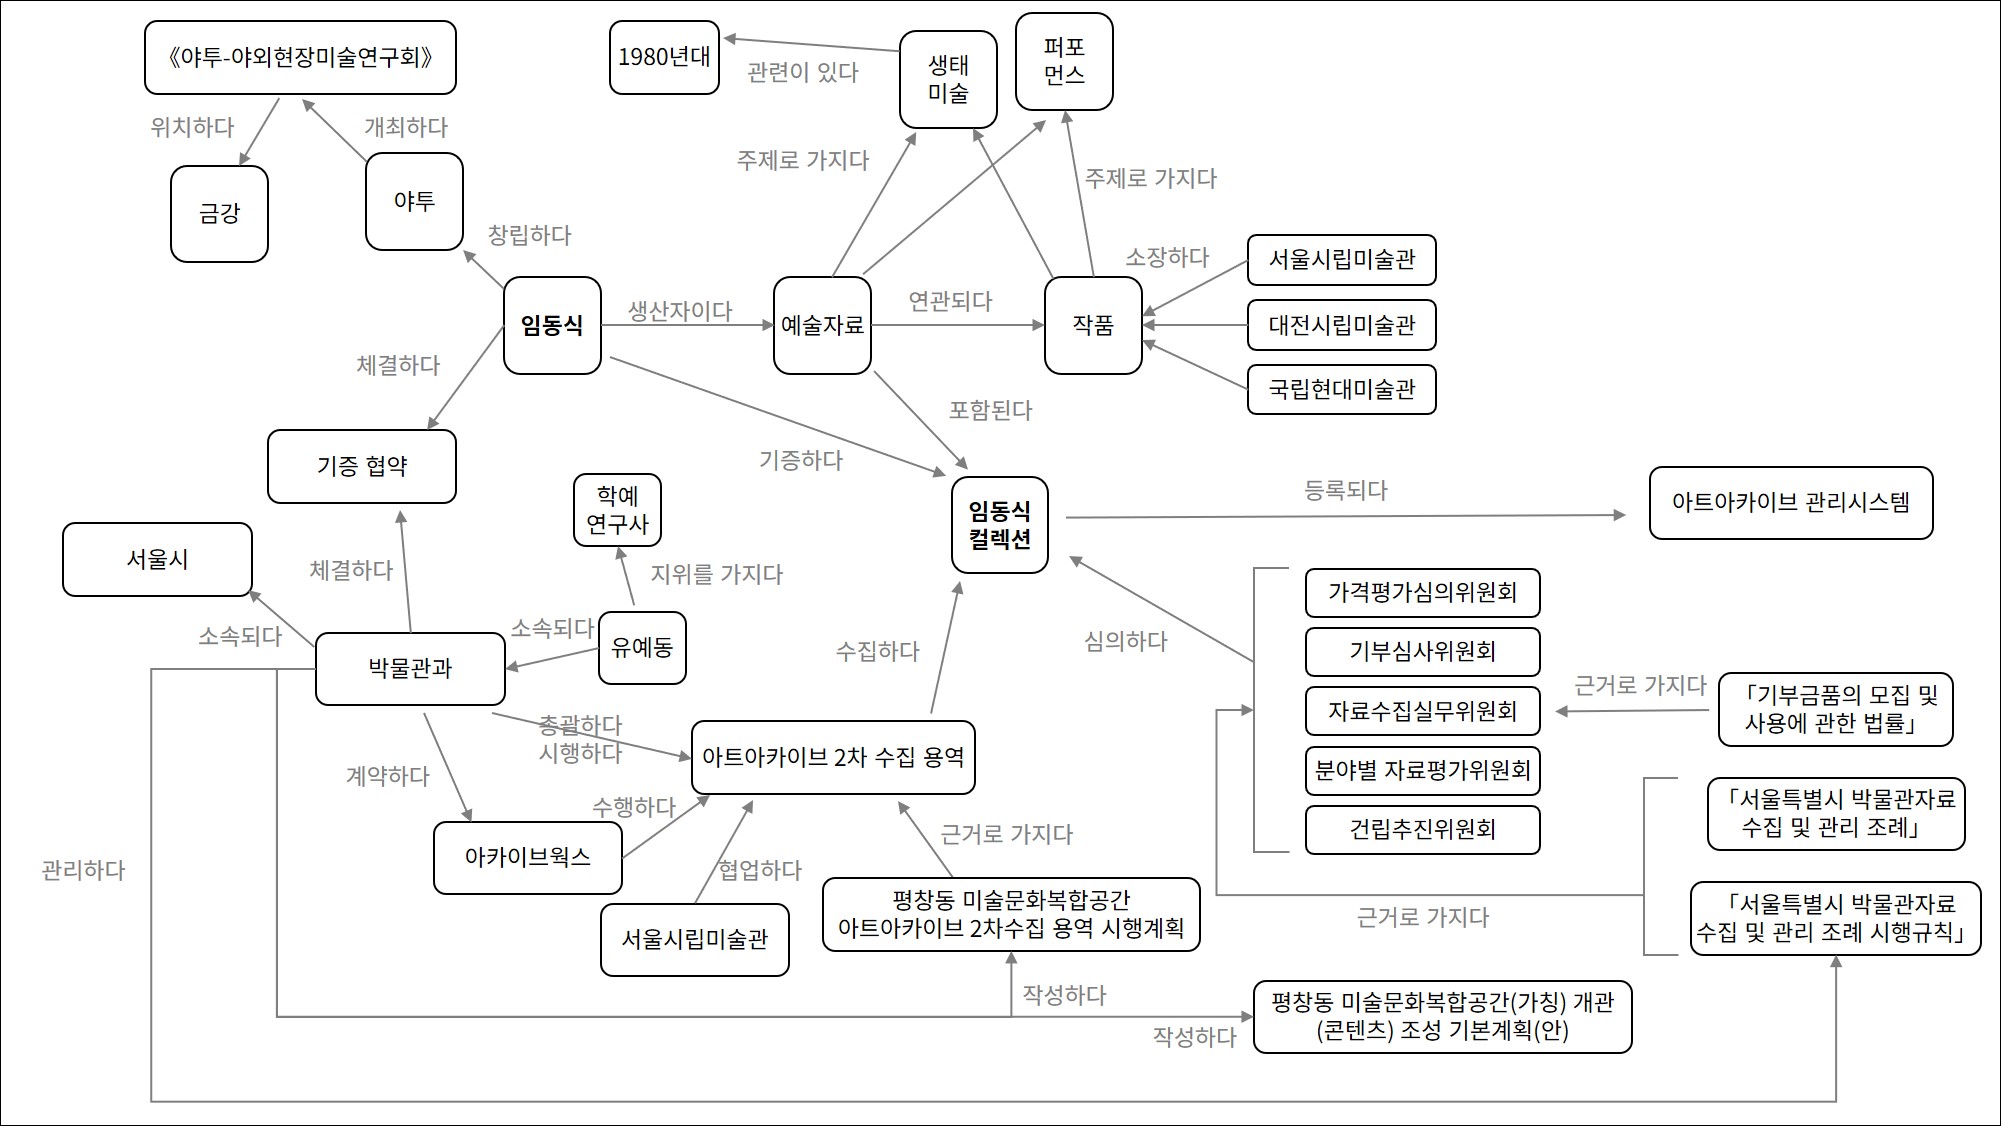 《야투-야외현장미술연구회》
1980년대
관련이 있다
생태
미술
퍼포
먼스
위치하다
개최하다
주제로 가지다
주제로 가지다
금강
야투
창립하다
소장하다
서울시립미술관
임동식
생산자이다
예술자료
연관되다
작품
대전시립미술관
국립현대미술관
체결하다
포함된다
기증하다
기증 협약
학예
연구사
임동식
컬렉션
등록되다
아트아카이브 관리시스템
서울시
체결하다
지위를 가지다
소속되다
소속되다
유예동
박물관과
수집하다
심의하다
가격평가심의위원회
기부심사위원회
자료수집실무위원회
분야별 자료평가위원회
건립추진위원회
근거로 가지다
「기부금품의 모집 및
사용에 관한 법률」
총괄하다
시행하다
아트아카이브 2차 수집 용역
계약하다
수행하다
아카이브웍스
협업하다
근거로 가지다
「서울특별시 박물관자료
수집 및 관리 조례」
관리하다
서울시립미술관
평창동 미술문화복합공간
아트아카이브 2차수집 용역 시행계획
근거로 가지다
「서울특별시 박물관자료
수집 및 관리 조례 시행규칙」
작성하다
작성하다
평창동 미술문화복합공간(가칭) 개관
(콘텐츠) 조성 기본계획(안)